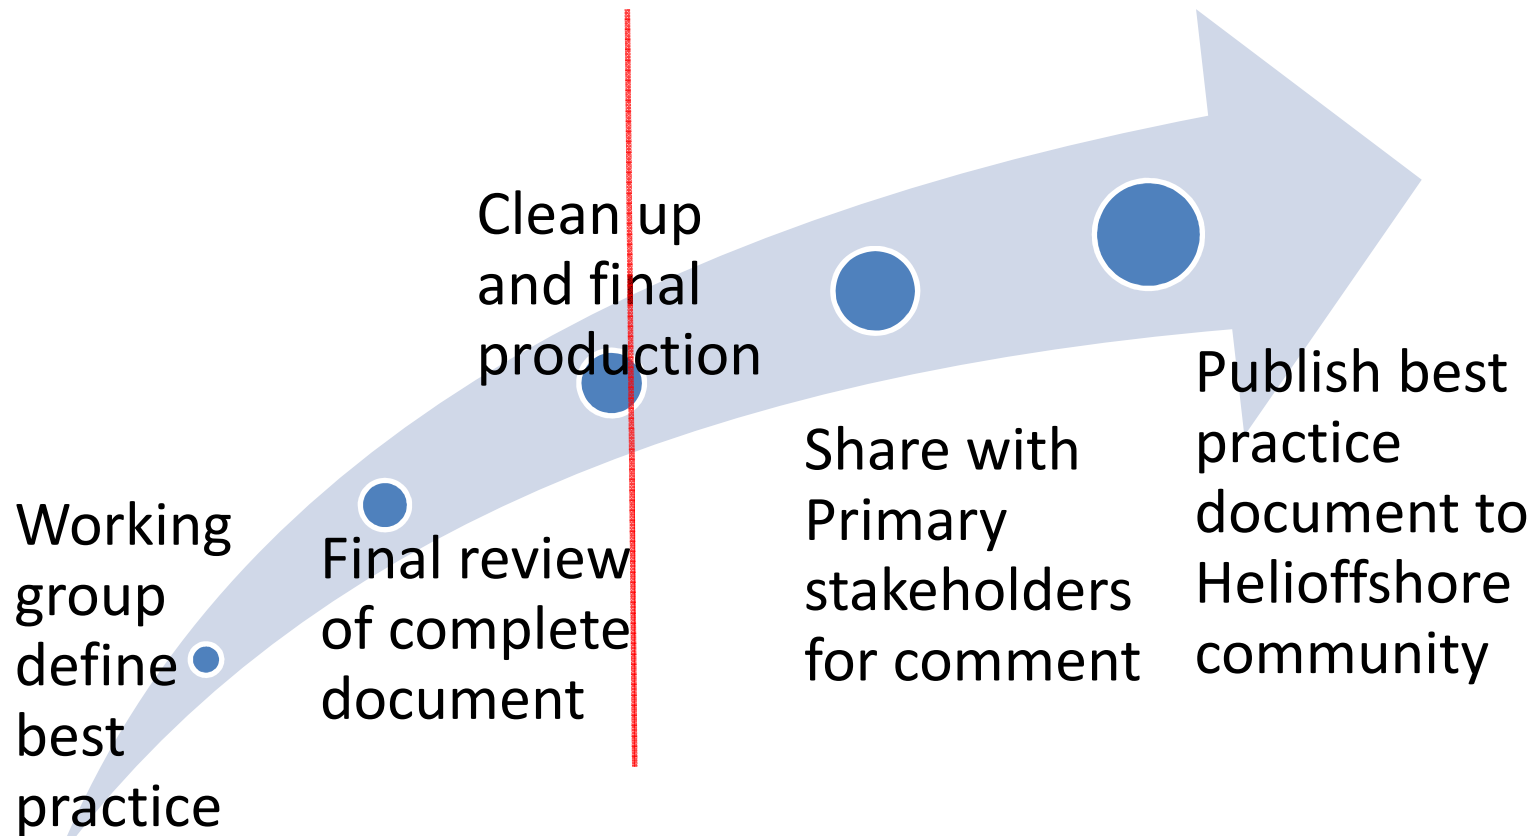 Working
group
define
best
practice
Final review
of complete
document
Clean up
and final
production
Share with
Primary
stakeholders
for comment
Publish best
practice
document to
Helioffshore
community